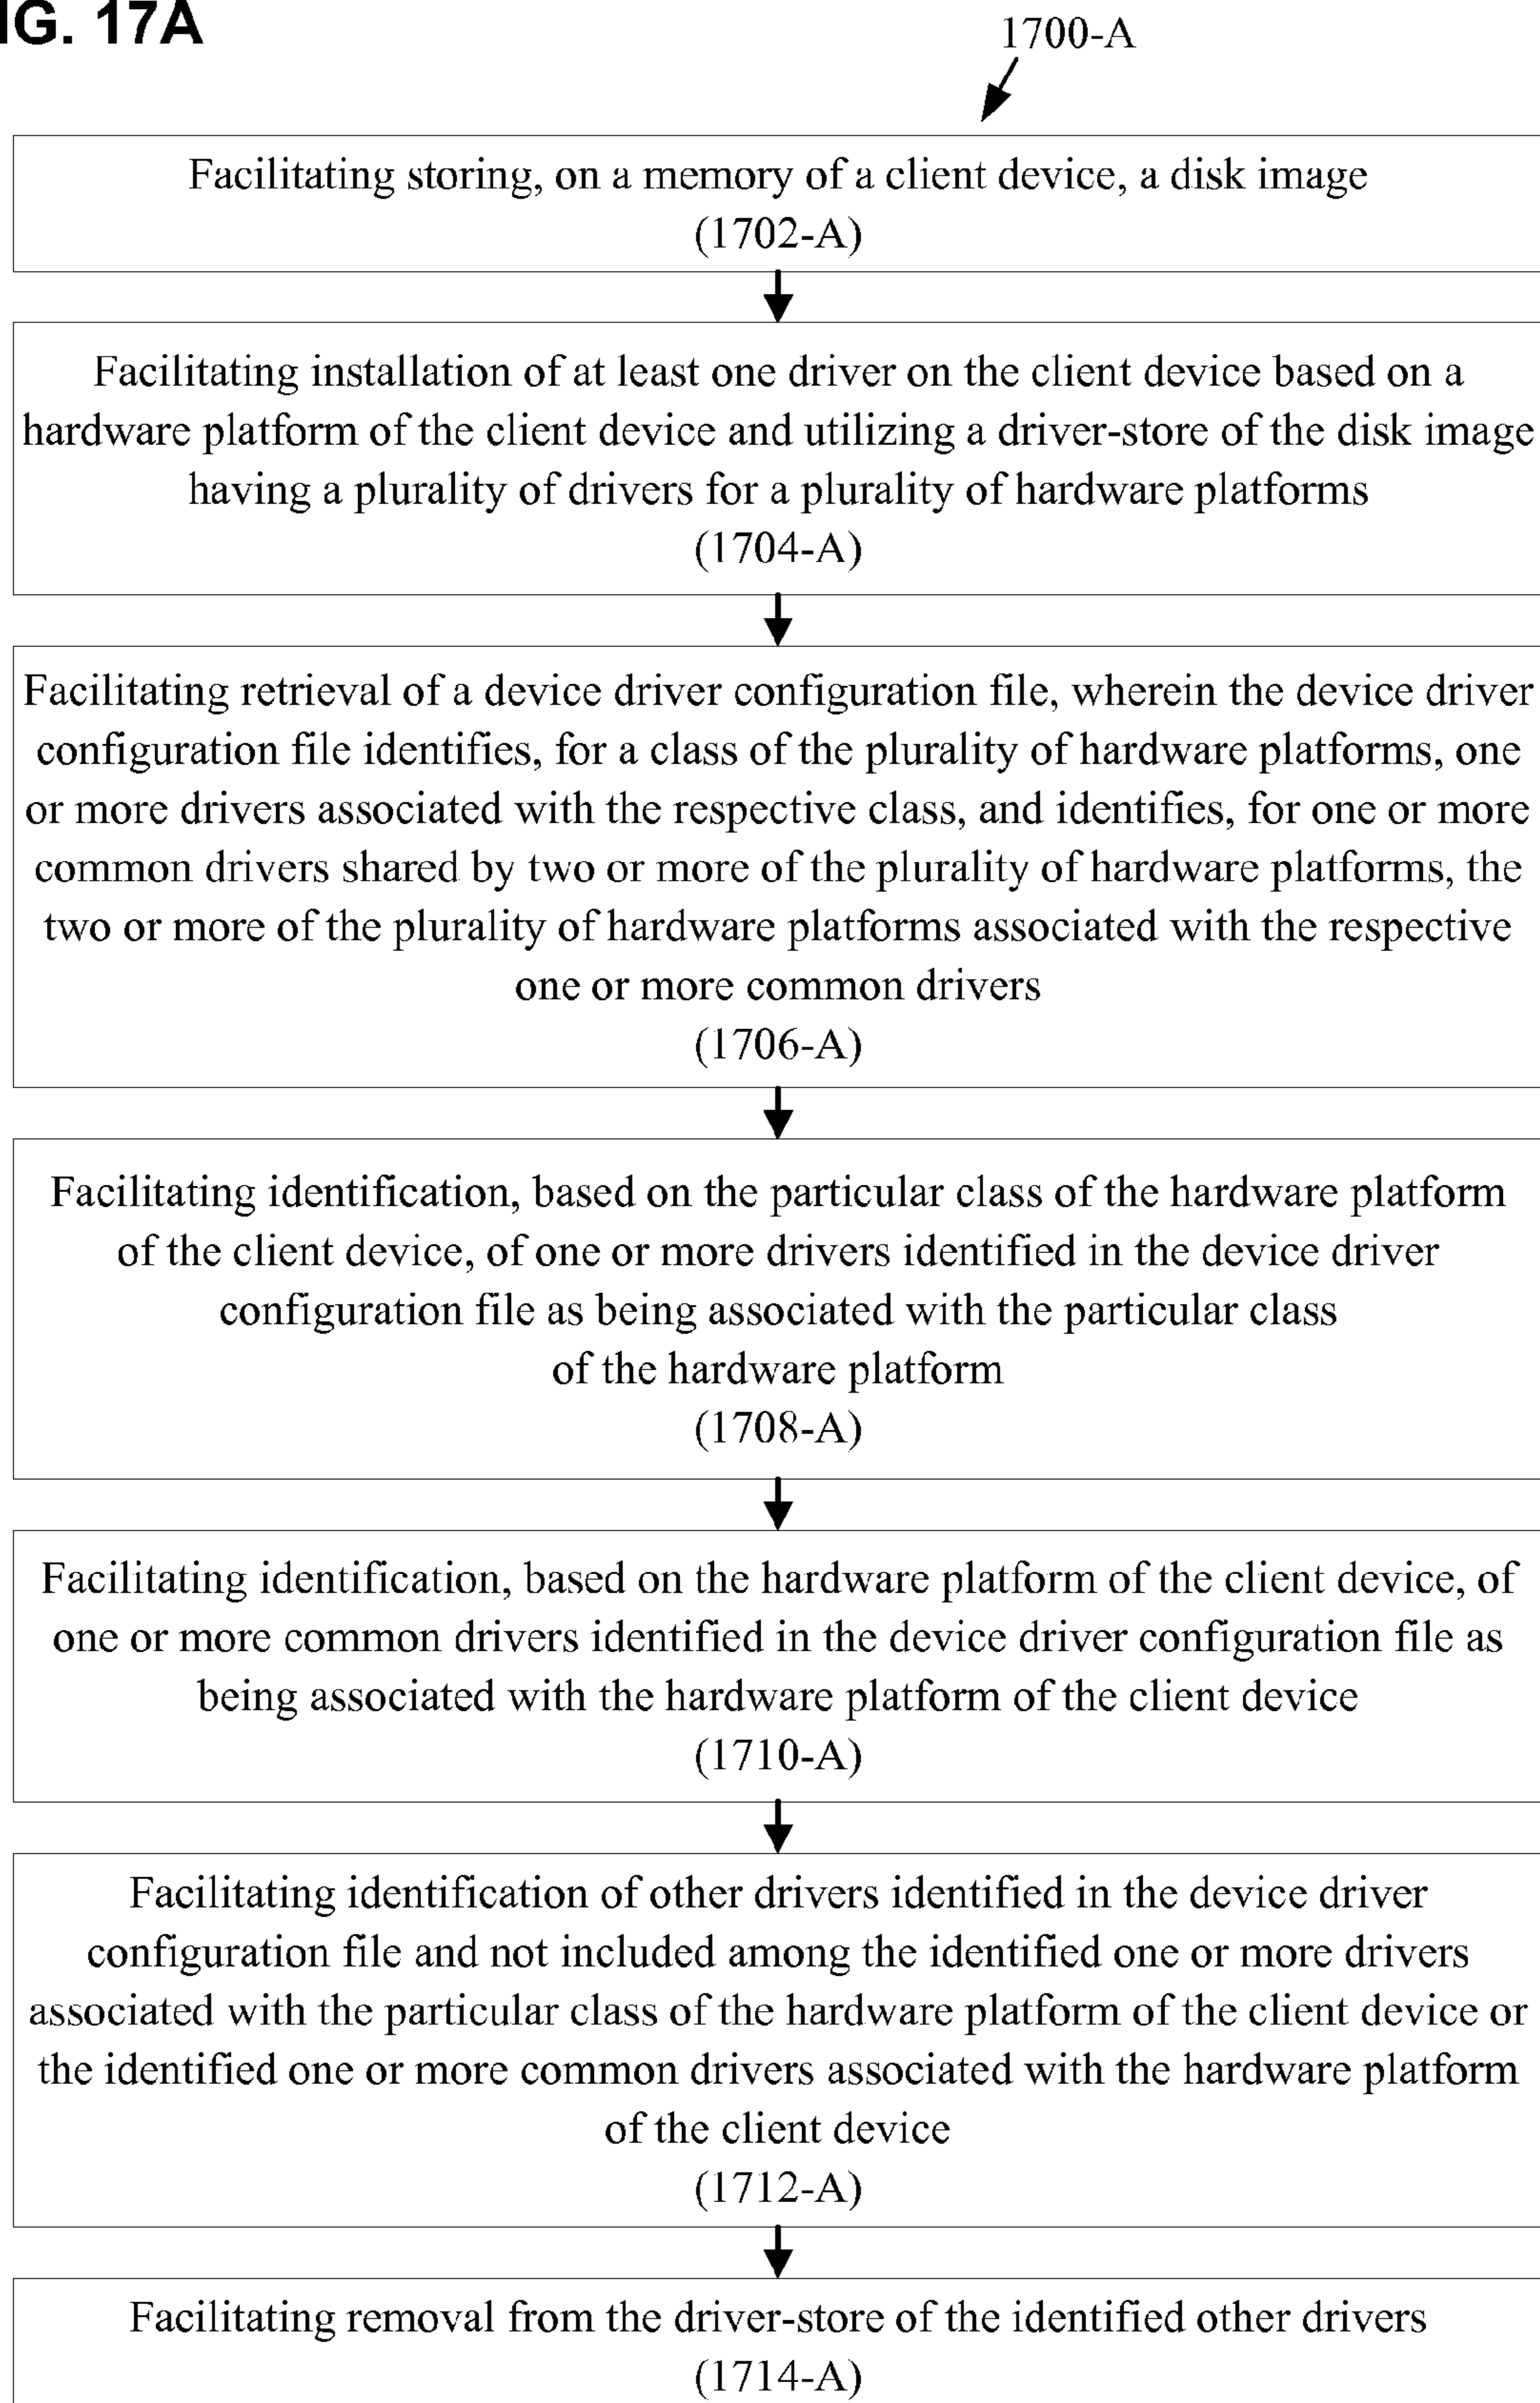 IG. 17A
1700-A
Facilitating storing, on a memory of a client device, a disk image
(1702-A)
Facilitating installation of at least one driver on the client device based on a
hardware platform of the client device and utilizing a driver-store of the disk image
having a plurality of drivers for a plurality of hardware platforms
(1704-A)
Facilitating retrieval of a device driver configuration file, wherein the device driver
configuration file identifies, for a class of the plurality of hardware platforms, one
or more drivers associated with the respective class, and identifies, for one or more
common drivers shared by two or more of the plurality of hardware platforms, the
two or more of the plurality of hardware platforms associated with the respective
one or more common drivers
(1706-A)
Facilitating identification, based on the particular class of the hardware platform
of the client device, of one or more drivers identified in the device driver
configuration file as being associated with the particular class
of the hardware platform
(1708-A)
Facilitating identification, based on the hardware platform of the client device, of
one or more common drivers identified in the device driver configuration file as
being associated with the hardware platform of the client device
(1710-A)
Facilitating identification of other drivers identified in the device driver
configuration file and not included among the identified one or more drivers
associated with the particular class of the hardware platform of the client device or
the identified one or more common drivers associated with the hardware platform
of the client device
(1712-A)
Facilitating removal from the driver-store of the identified other drivers
(1714-A)